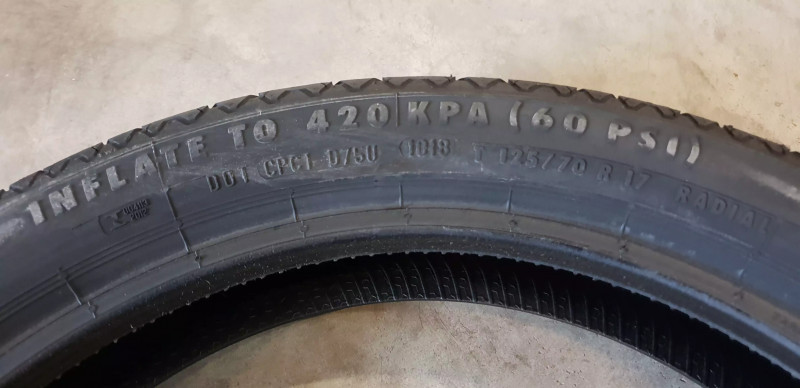 INFLATE TO 420 KPA (60 PSI)
DOT CPC1 D75U 1018 T 125/70 R 17 RADIAL